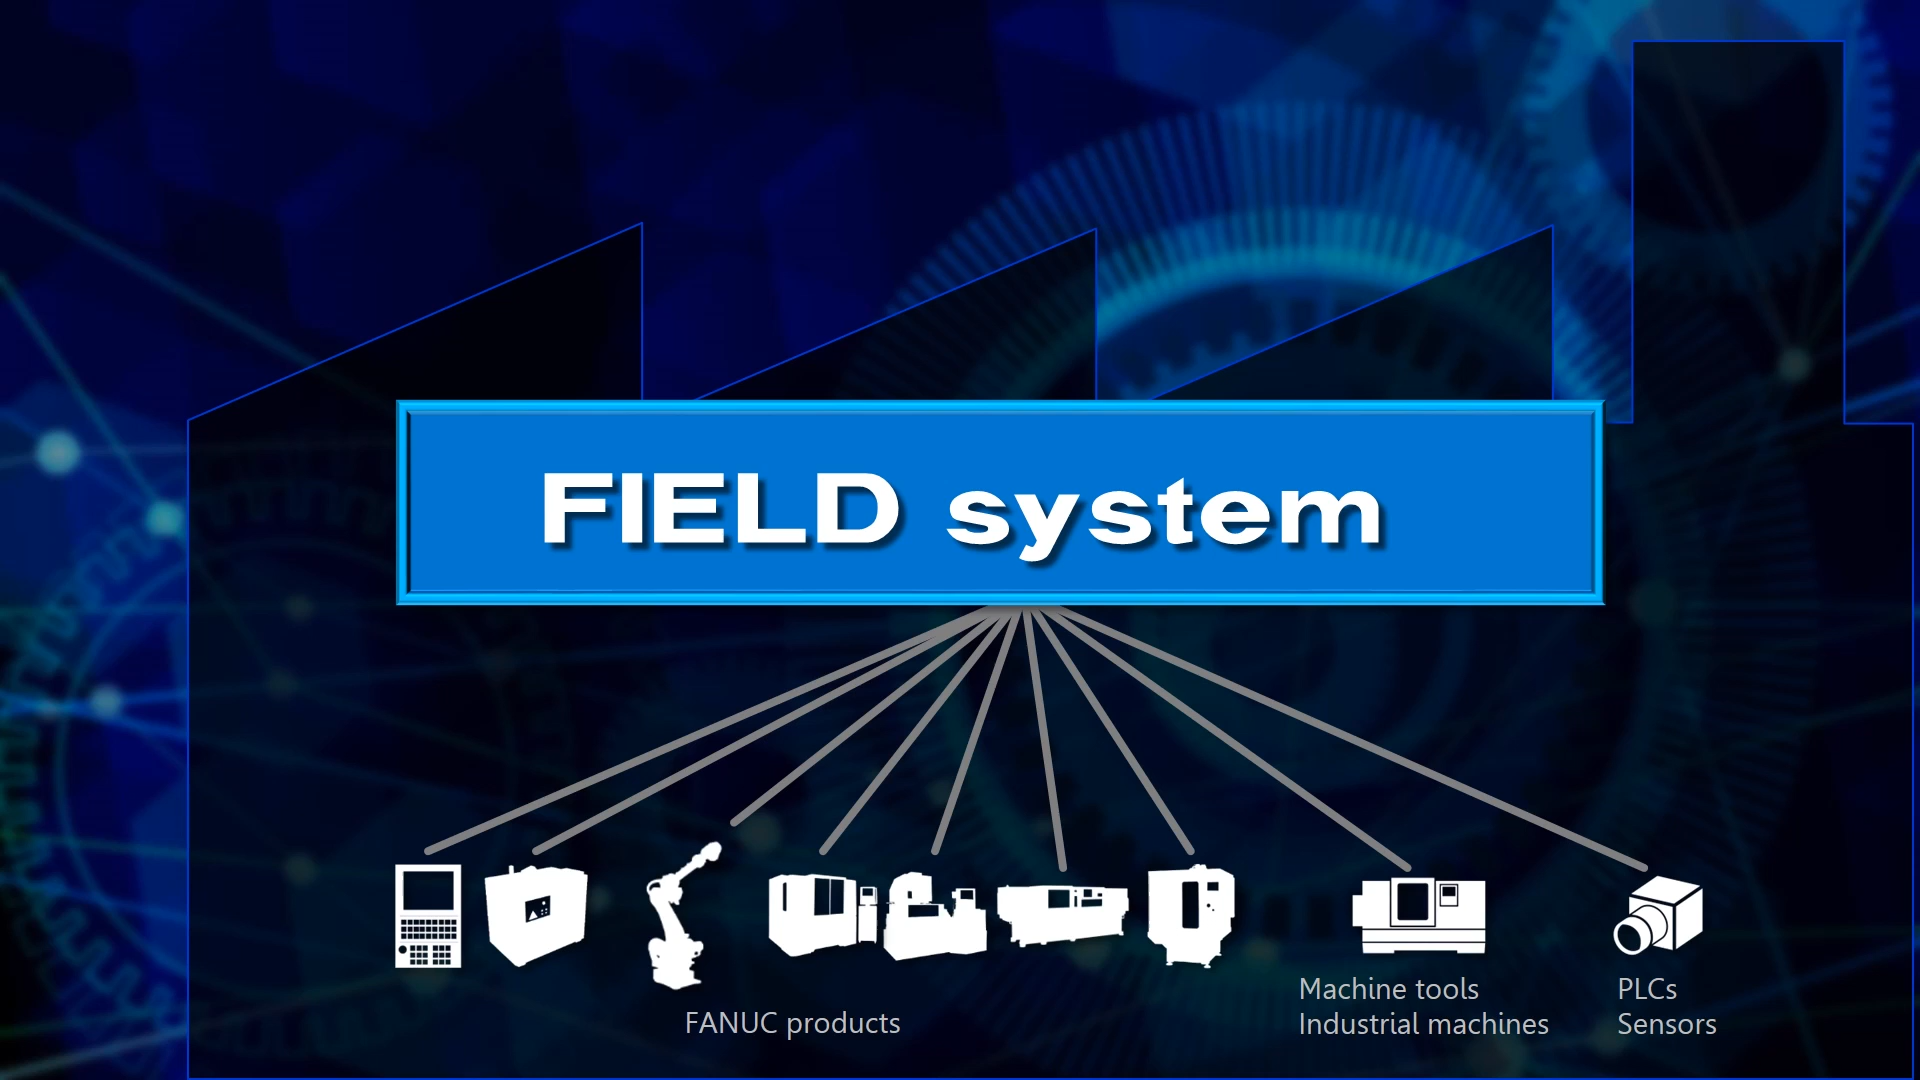 FIELD system
FANUC products
Machine tools
Industrial machines
PLCs
Sensors